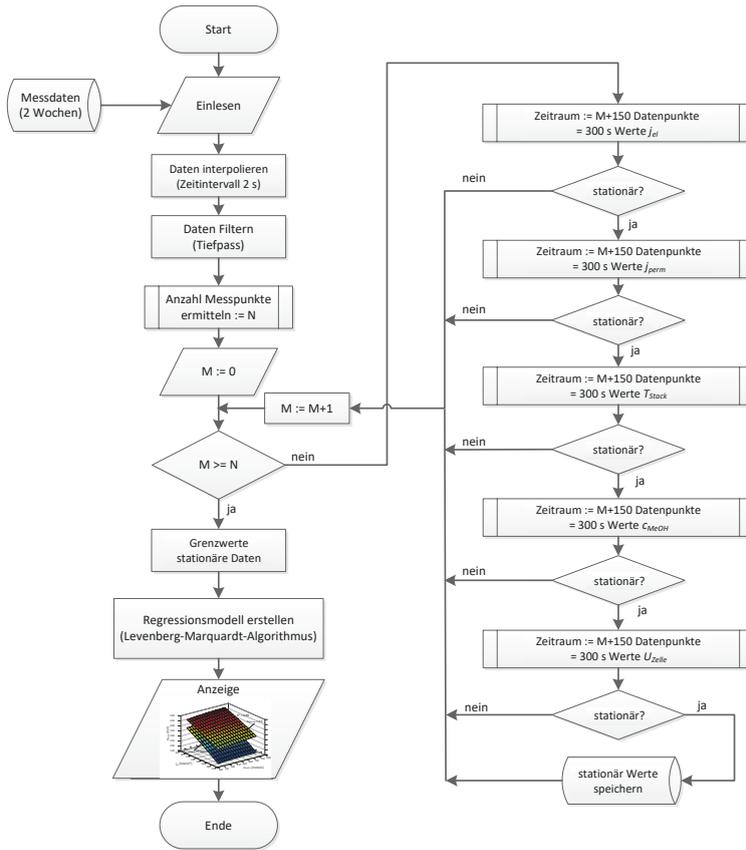 Start
Messdaten
(2 Wochen)
Einlesen
Daten interpolieren
(Zeitintervall 2 s)
Daten Filtern
(Tiefpass)
Anzahl Messpunkte
ermitteln := N
M := 0
M := M+1
M >= N
nein
ja
Grenzwerte
stationäre Daten
Regressionsmodell erstellen
(Levenberg-Marquardt-Algorithmus)
Anzeige
Ende
Zeitraum := M+150 Datenpunkte
= 300 s Werte jel
nein
stationär?
ja
Zeitraum := M+150 Datenpunkte
= 300 s Werte jperm
nein
stationär?
ja
Zeitraum := M+150 Datenpunkte
= 300 s Werte TStack
nein
stationär?
ja
Zeitraum := M+150 Datenpunkte
= 300 s Werte cMeOH
nein
stationär?
ja
Zeitraum := M+150 Datenpunkte
= 300 s Werte UZelle
nein
stationär?
ja
stationär Werte
speichern